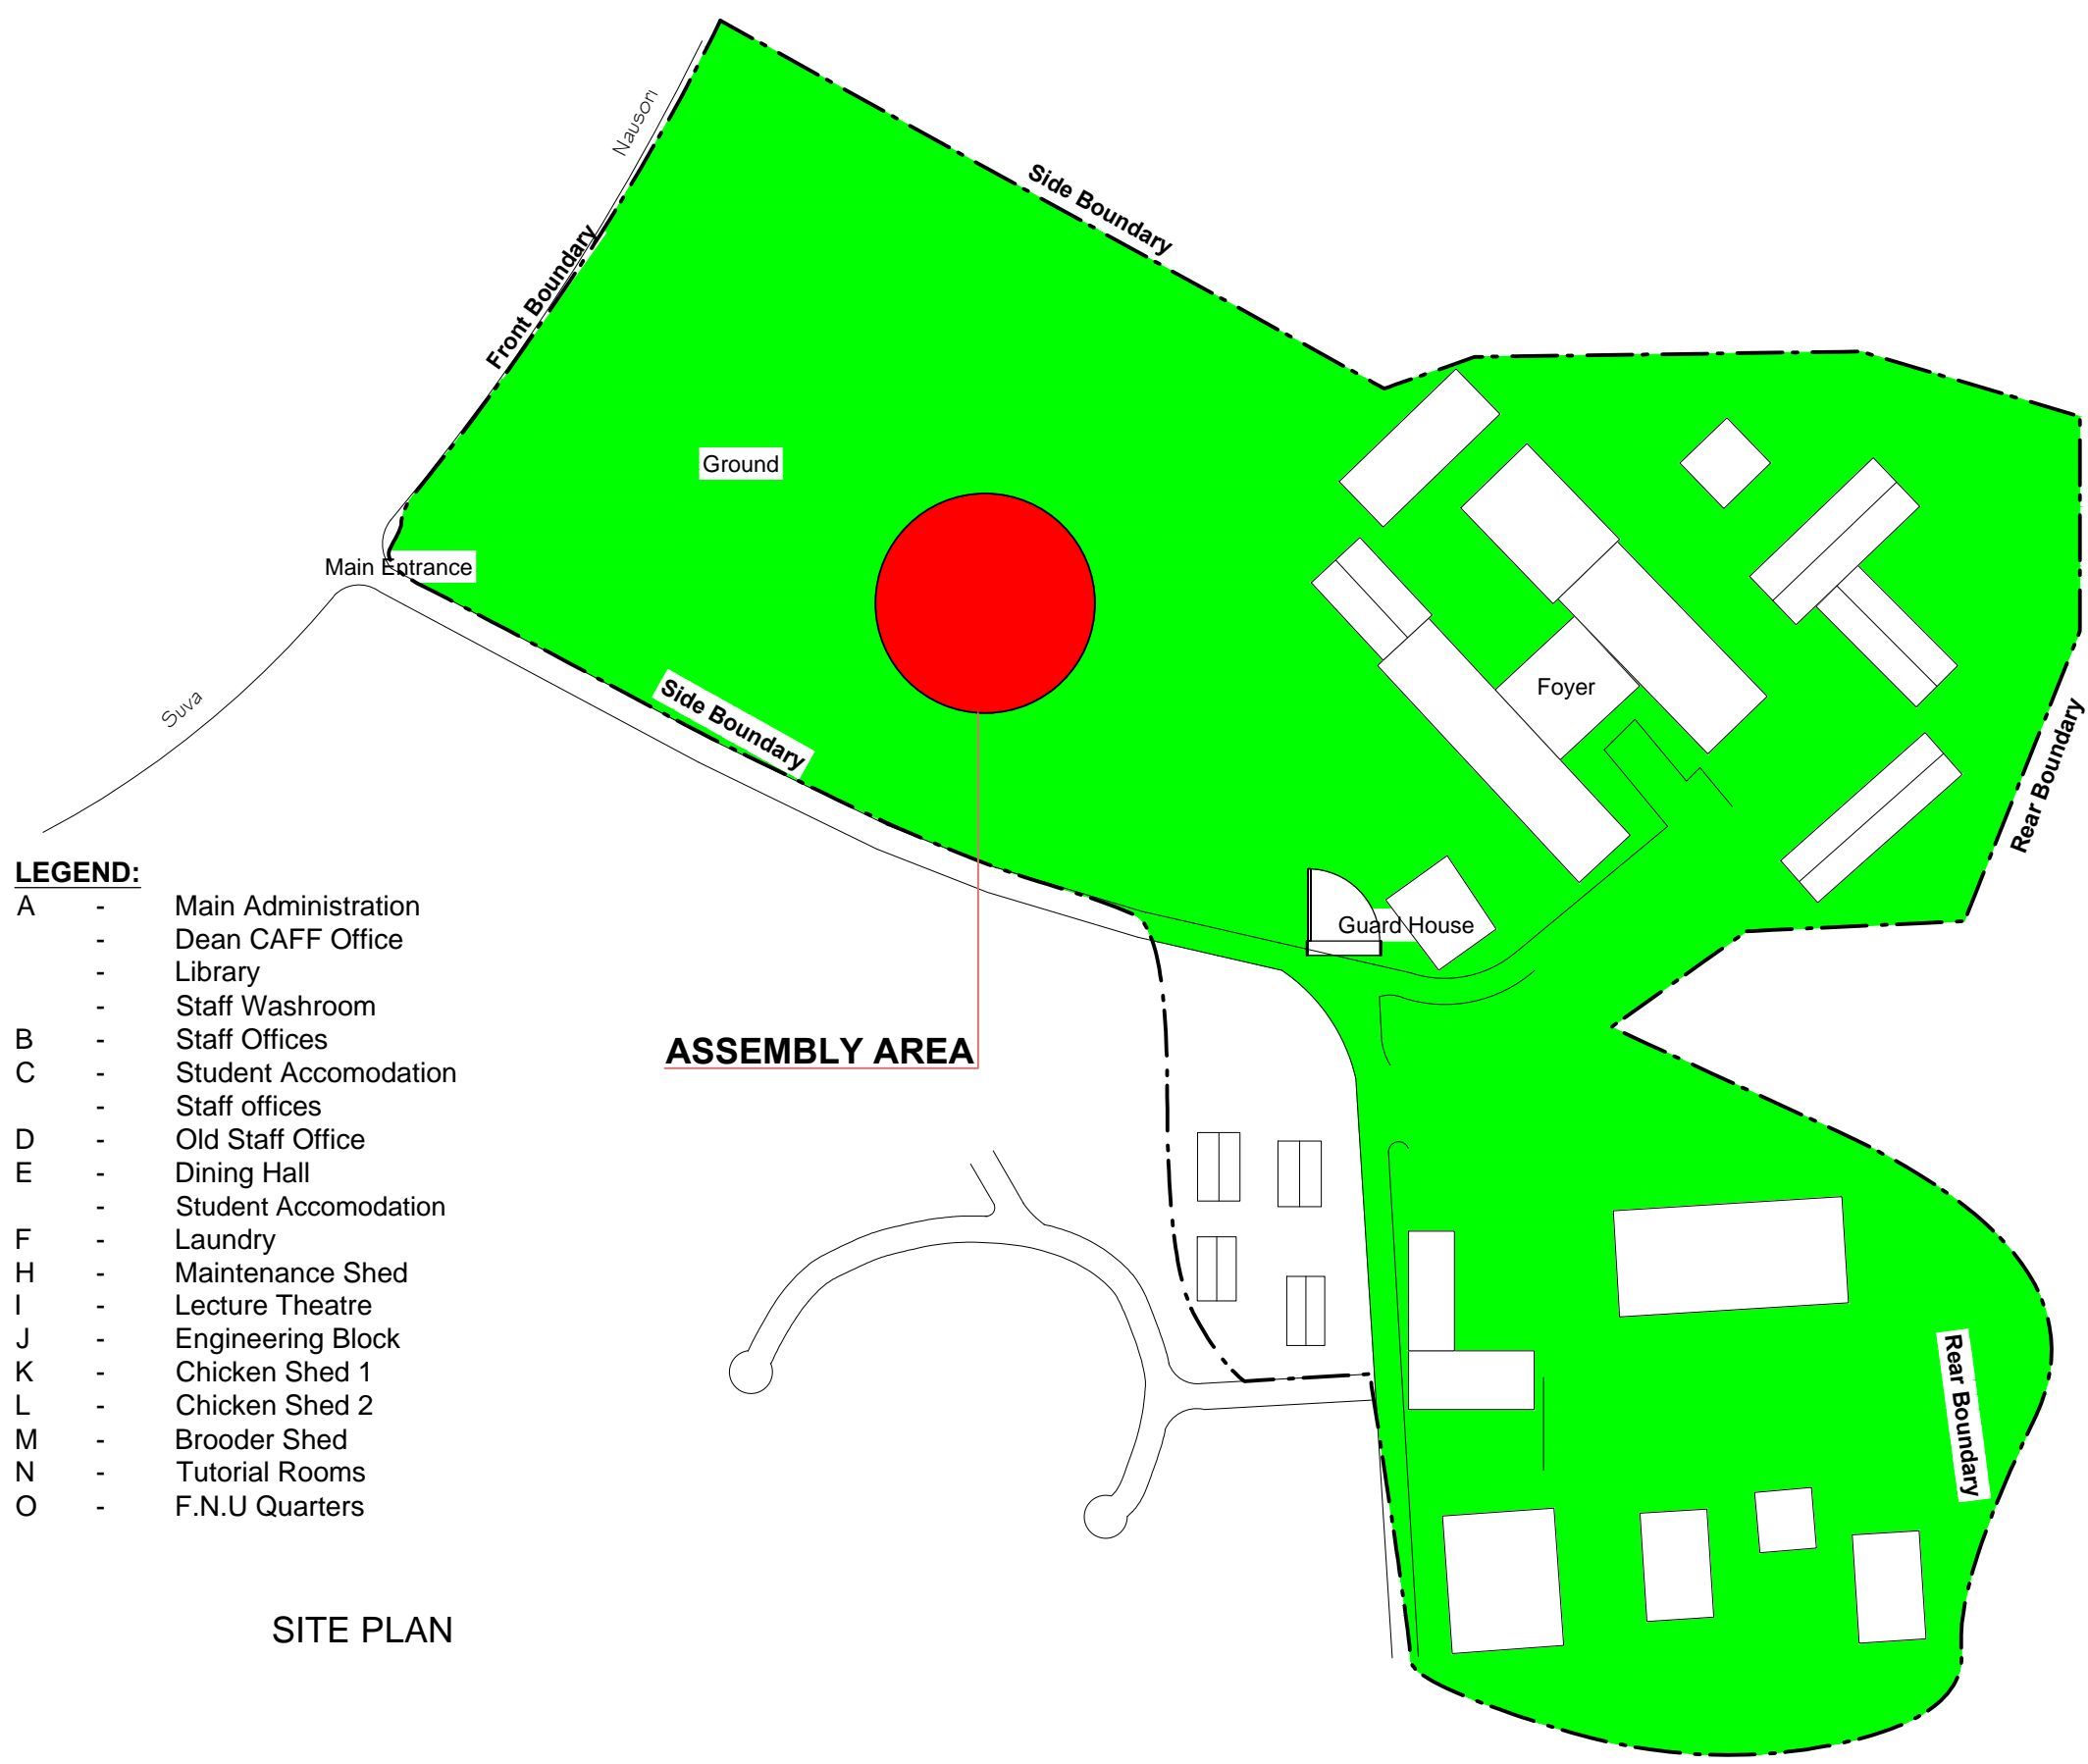 Nausori
Side Boundary
Front Boundary
Ground
Main Entrance
Suva
Side Boundary
Foyer
Rear Boundary
Guard House
ASSEMBLY AREA
Rear Boundary
LEGEND:
A - Main Administration
- Dean CAFF Office
- Library
- Staff Washroom
B - Staff Offices
C - Student Accomodation
- Staff offices
D - Old Staff Office
E - Dining Hall
- Student Accomodation
F - Laundry
H - Maintenance Shed
I - Lecture Theatre
J - Engineering Block
K - Chicken Shed 1
L - Chicken Shed 2
M - Brooder Shed
N - Tutorial Rooms
O - F.N.U Quarters
SITE PLAN